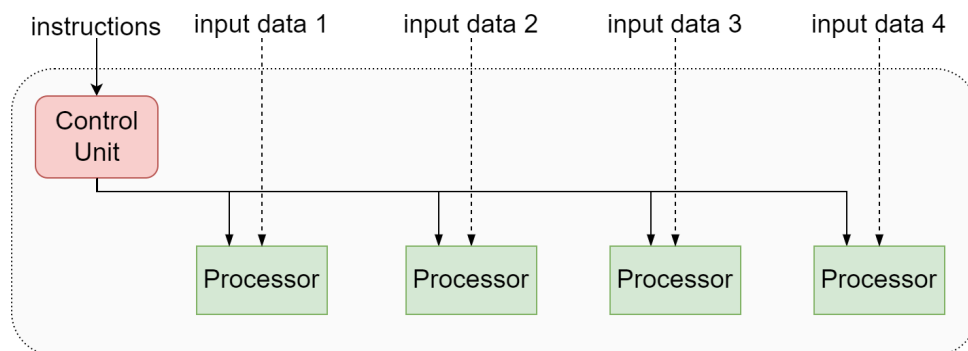 instructions
input data 1
input data 2
input data 3
input data 4
Control
Unit
Processor
Processor
Processor
Processor